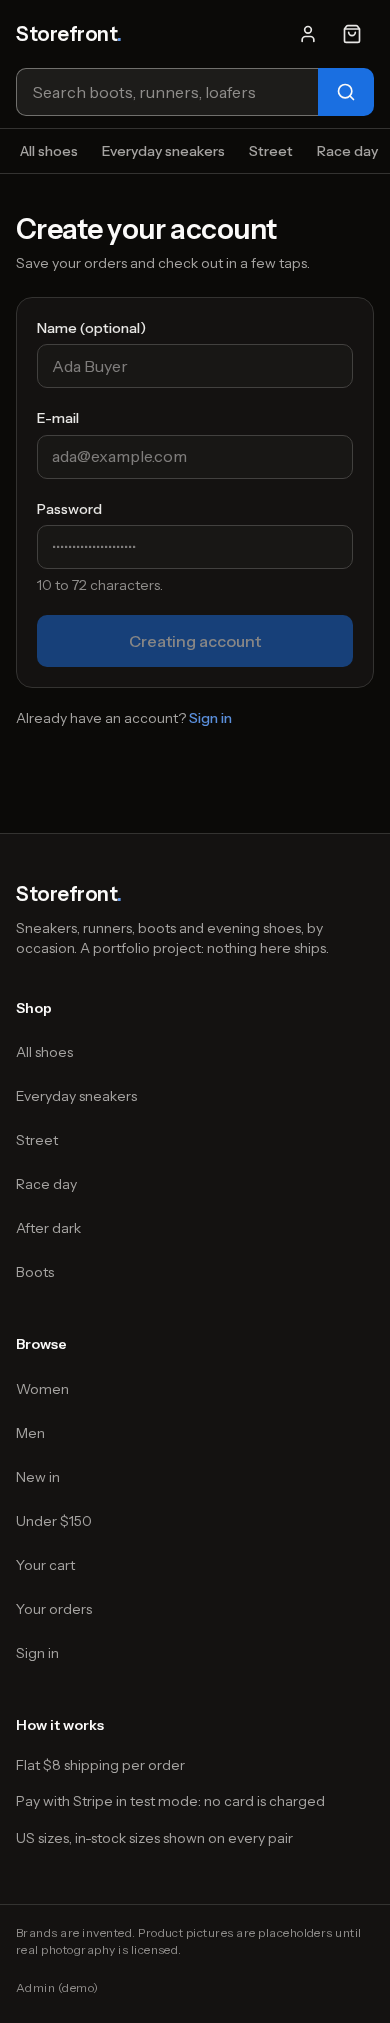 Storefront.
Search boots, runners, loafers
All shoes Everyday sneakers Street Race day
Create your account
Save your orders and check out in a few taps.
Name (optional)
Ada Buyer
E-mail
ada@example.com
Password
•••••••••••••••••••••
10 to 72 characters.
Creating account
Already have an account? Sign in
Storefront.
Sneakers, runners, boots and evening shoes, by
occasion. A portfolio project: nothing here ships.
Shop
All shoes
Everyday sneakers
Street
Race day
After dark
Boots
Browse
Women
Men
New in
Under $150
Your cart
Your orders
Sign in
How it works
Flat $8 shipping per order
Pay with Stripe in test mode: no card is charged
US sizes, in-stock sizes shown on every pair
Brands are invented. Product pictures are placeholders until
real photography is licensed.
Admin (demo)